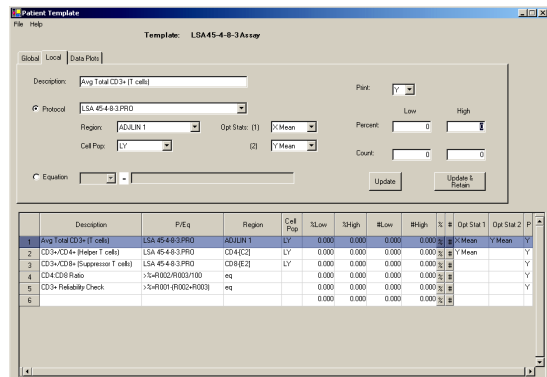 Patient Template
File Help
Template: LSA45-4-8-3 Assay
Global Local Data Plots
Description: Avg Total CD3+ (T cells)
Print: Y
Protocol LSA 45-4-8-3.PRO
Low High
Region: ADJLIN 1 Opt Stats: (1) X Mean
Percent: 0 0
Cell Pop: LY (2) Y Mean
Count: 0 0
Equation =
Update Update & Retain
Description P/Eq Region Cell Pop %Low %High #Low #High % # Opt Stat 1 Opt Stat 2 P
1 Avg Total CD3+ (T cells) LSA 45-4-8-3.PRO ADJLIN 1 LY 0.000 0.000 0.000 0.000 % # X Mean Y Mean Y
2 CD3+/CD4+ (Helper T cells) LSA 45-4-8-3.PRO CD4-[C2] LY 0.000 0.000 0.000 0.000 % # Y Mean Y
3 CD3+/CD8+ (Suppressor T cells) LSA 45-4-8-3.PRO CD8-[E2] LY 0.000 0.000 0.000 0.000 % # Y
4 CD4:CD8 Ratio >%=R002/R003/100 eq 0.000 0.000 0.000 0.000 % # Y
5 CD3+ Reliability Check >%=R001-(R002+R003) eq 0.000 0.000 0.000 0.000 % # Y
6 0.000 0.000 0.000 0.000 % # Y